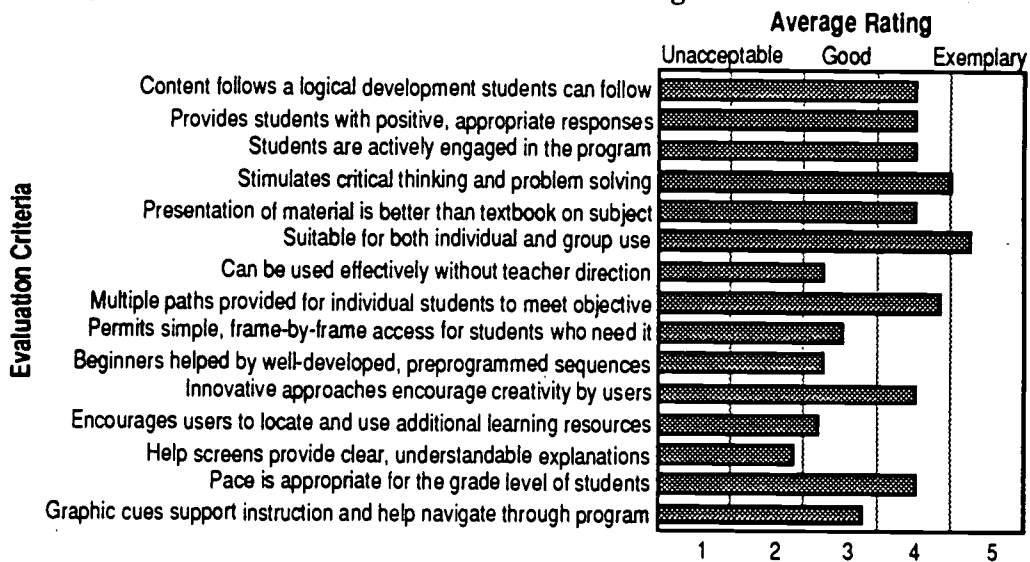 Average Rating
Unacceptable Good Exemplary
Content follows a logical development students can follow
Provides students with positive, appropriate responses
Students are actively engaged in the program
Stimulates critical thinking and problem solving
Presentation of material is better than textbook on subject
Suitable for both individual and group use
Can be used effectively without teacher direction
Multiple paths provided for individual students to meet objective
Permits simple, frame-by-frame access for students who need it
Beginners helped by well-developed, preprogrammed sequences
Innovative approaches encourage creativity by users
Encourages users to locate and use additional learning resources
Help screens provide clear, understandable explanations
Pace is appropriate for the grade level of students
Graphic cues support instruction and help navigate through program
Evaluation Criteria
1 2 3 4 5